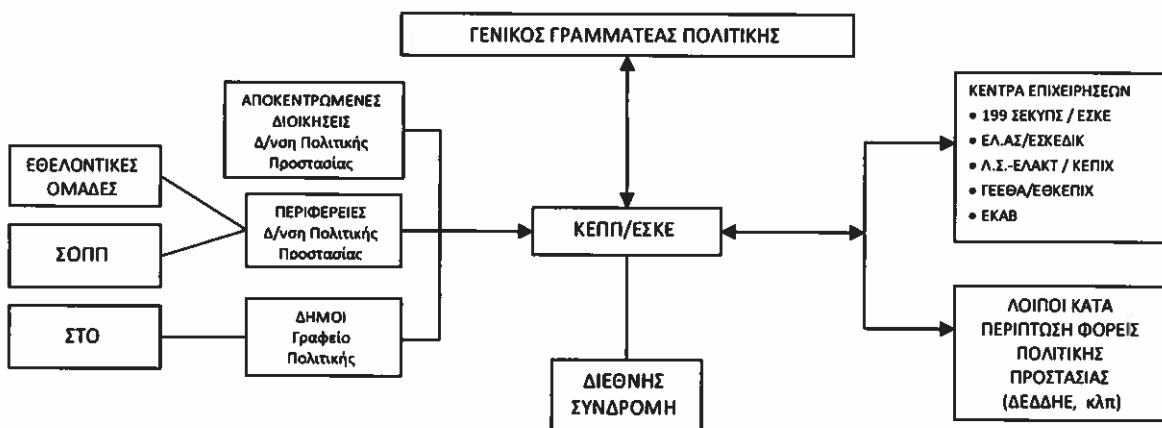 ΓΕΝΙΚΟΣ ΓΡΑΜΜΑΤΕΑΣ ΠΟΛΙΤΙΚΗΣ
ΑΠΟΚΕΝΤΡΩΜΕΝΕΣ
ΔΙΟΙΚΗΣΕΙΣ
Δ/νση Πολιτικής
Προστασίας
ΕΘΕΛΟΝΤΙΚΕΣ
ΟΜΑΔΕΣ
ΣΟΠΠ
ΠΕΡΙΦΕΡΕΙΕΣ
Δ/νση Πολιτικής
Προστασίας
ΣΤΟ
ΔΗΜΟΙ
Γραφείο
Πολιτικής
ΚΕΠΠ/ΕΣΚΕ
ΔΙΕΘΝΗΣ
ΣΥΝΔΡΟΜΗ
ΚΕΝΤΡΑ ΕΠΙΧΕΙΡΗΣΕΩΝ
• 199 ΣΕΚΥΠΣ / ΕΣΚΕ
• ΕΛ.ΑΣ/ΕΣΚΕΔΙΚ
• Λ.Σ.-ΕΛΑΚΤ / ΚΕΠΙΧ
• ΓΕΕΘΑ/ΕΘΚΕΠΙΧ
• ΕΚΑΒ
ΛΟΙΠΟΙ ΚΑΤΑ
ΠΕΡΙΠΤΩΣΗ ΦΟΡΕΙΣ
ΠΟΛΙΤΙΚΗΣ
ΠΡΟΣΤΑΣΙΑΣ
(ΔΕΔΔΗΕ, κλπ)